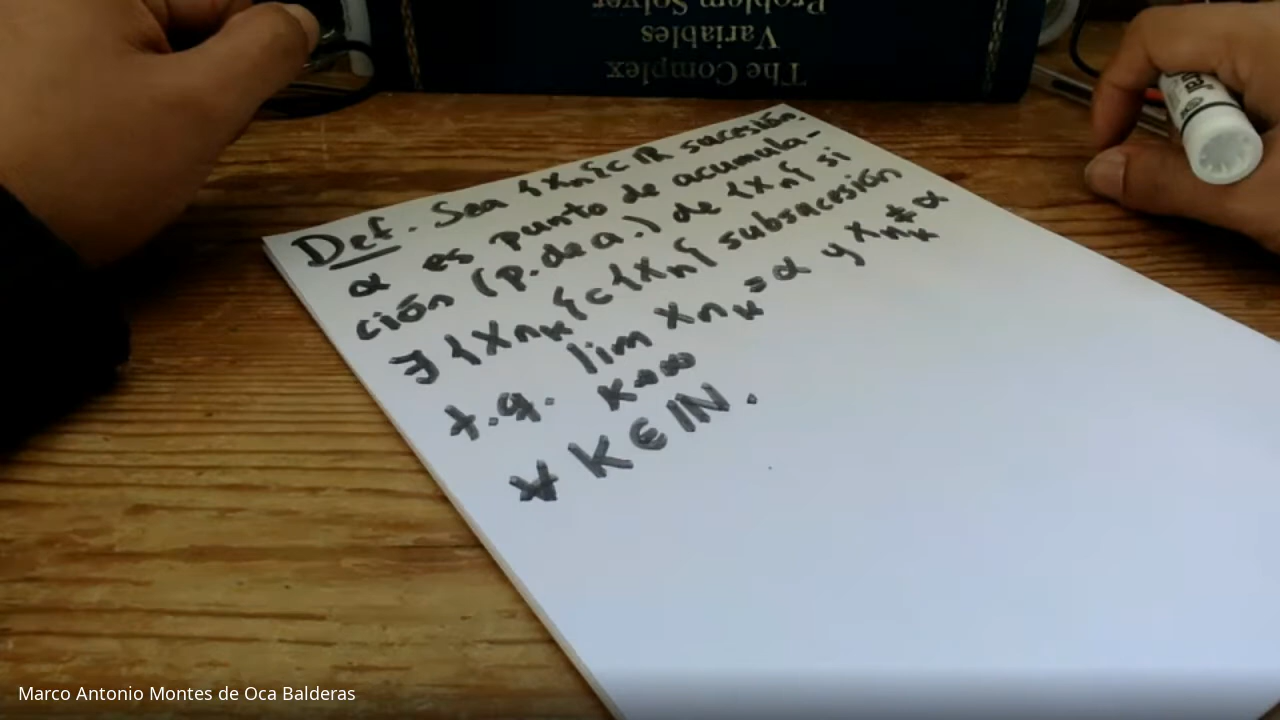 The Complex
Variables
Problem Solver
Def. Sea {Xn} ⊂ ℝ sucesión.
α es punto de acumula-
ción (p. de a.) de {Xn} si
∃ {Xnₖ} ⊂ {Xn} subsucesión
t.q. lim Xnₖ = α y Xnₖ ≠ α
K→∞
∀ K ∈ ℕ.
Marco Antonio Montes de Oca Balderas